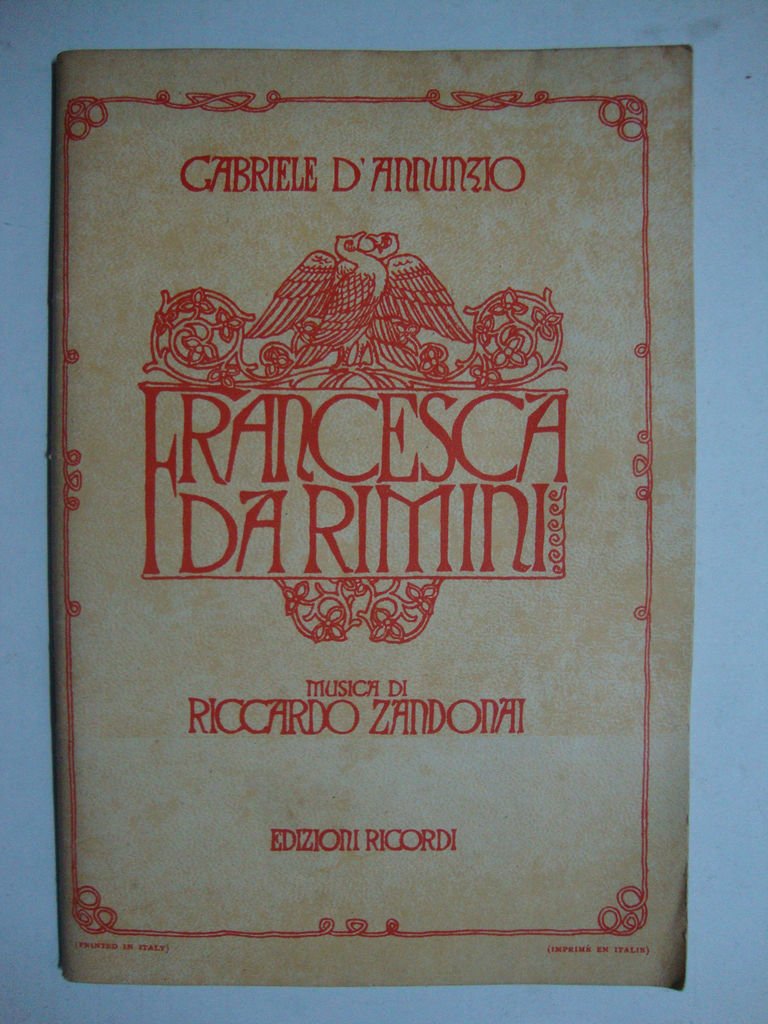 GABRIELE D'ANNUNZIO
FRANCESCA
DA RIMINI
MUSICA DI
RICCARDO ZANDONAI
EDIZIONI RICORDI
(PRINTED IN ITALY)
(IMPRIMÉ EN ITALIE)